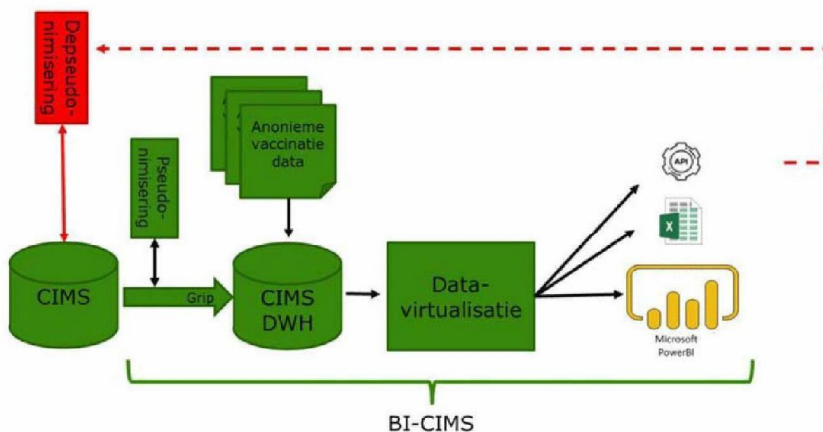 Depseudo-
nimisering
Pseudo-
nimisering
Anonieme
vaccinatie
data
CIMS
Grip
CIMS
DWH
Data-
virtualisatie
API
X
Microsoft
PowerBI
BI-CIMS